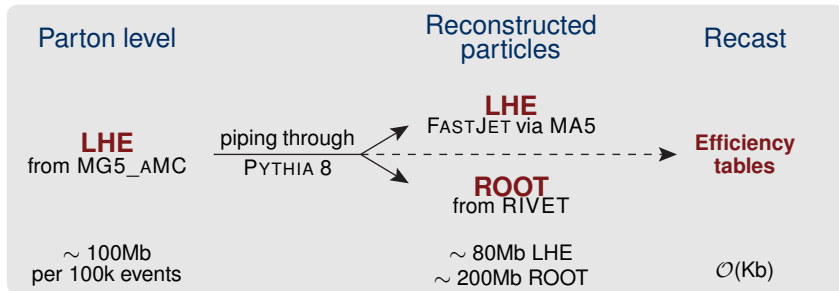 Parton level
Reconstructed
particles
Recast
LHE
from MG5_AMC
piping through
PYTHIA 8
LHE
FASTJET via MA5
ROOT
from RIVET
Efficiency
tables
∼ 100Mb
per 100k events
∼ 80Mb LHE
∼ 200Mb ROOT
𝒪(Kb)